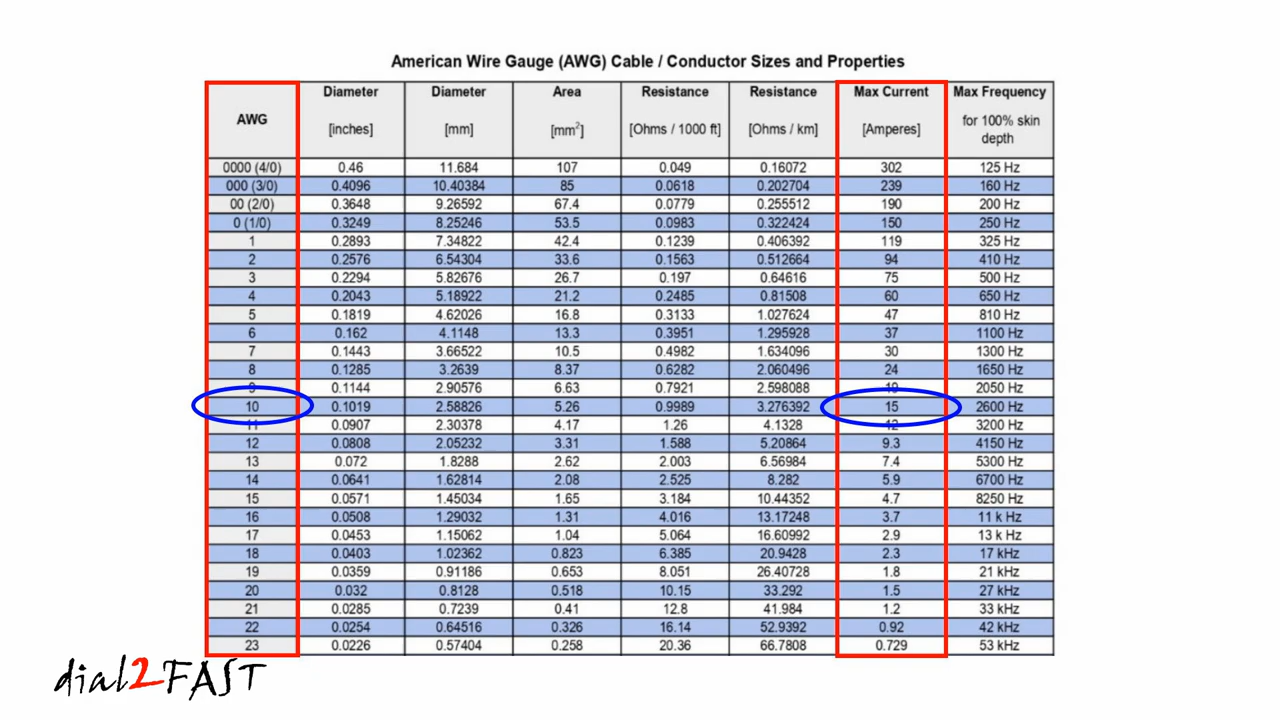 American Wire Gauge (AWG) Cable / Conductor Sizes and Properties
AWG Diameter [inches] Diameter [mm] Area [mm²] Resistance [Ohms / 1000 ft] Resistance [Ohms / km] Max Current [Amperes] Max Frequency for 100% skin depth
0000 (4/0) 0.46 11.684 107 0.049 0.16072 302 125 Hz
000 (3/0) 0.4096 10.40384 85 0.0618 0.202704 239 160 Hz
00 (2/0) 0.3648 9.26592 67.4 0.0779 0.255512 190 200 Hz
0 (1/0) 0.3249 8.25246 53.5 0.0983 0.322424 150 250 Hz
1 0.2893 7.34822 42.4 0.1239 0.406392 119 325 Hz
2 0.2576 6.54304 33.6 0.1563 0.512664 94 410 Hz
3 0.2294 5.82676 26.7 0.197 0.64616 75 500 Hz
4 0.2043 5.18922 21.2 0.2485 0.81508 60 650 Hz
5 0.1819 4.62026 16.8 0.3133 1.027624 47 810 Hz
6 0.162 4.1148 13.3 0.3951 1.295928 37 1100 Hz
7 0.1443 3.66522 10.5 0.4982 1.634096 30 1300 Hz
8 0.1285 3.2639 8.37 0.6282 2.060496 24 1650 Hz
9 0.1144 2.90576 6.63 0.7921 2.598088 19 2050 Hz
10 0.1019 2.58826 5.26 0.9989 3.276392 15 2600 Hz
11 0.0907 2.30378 4.17 1.26 4.1328 12 3200 Hz
12 0.0808 2.05232 3.31 1.588 5.20864 9.3 4150 Hz
13 0.072 1.8288 2.62 2.003 6.56984 7.4 5300 Hz
14 0.0641 1.62814 2.08 2.525 8.282 5.9 6700 Hz
15 0.0571 1.45034 1.65 3.184 10.44352 4.7 8250 Hz
16 0.0508 1.29032 1.31 4.016 13.17248 3.7 11 k Hz
17 0.0453 1.15062 1.04 5.064 16.60992 2.9 13 k Hz
18 0.0403 1.02362 0.823 6.385 20.9428 2.3 17 kHz
19 0.0359 0.91186 0.653 8.051 26.40728 1.8 21 kHz
20 0.032 0.8128 0.518 10.15 33.292 1.5 27 kHz
21 0.0285 0.7239 0.41 12.8 41.984 1.2 33 kHz
22 0.0254 0.64516 0.326 16.14 52.9392 0.92 42 kHz
23 0.0226 0.57404 0.258 20.36 66.7808 0.729 53 kHz
dial2FAST